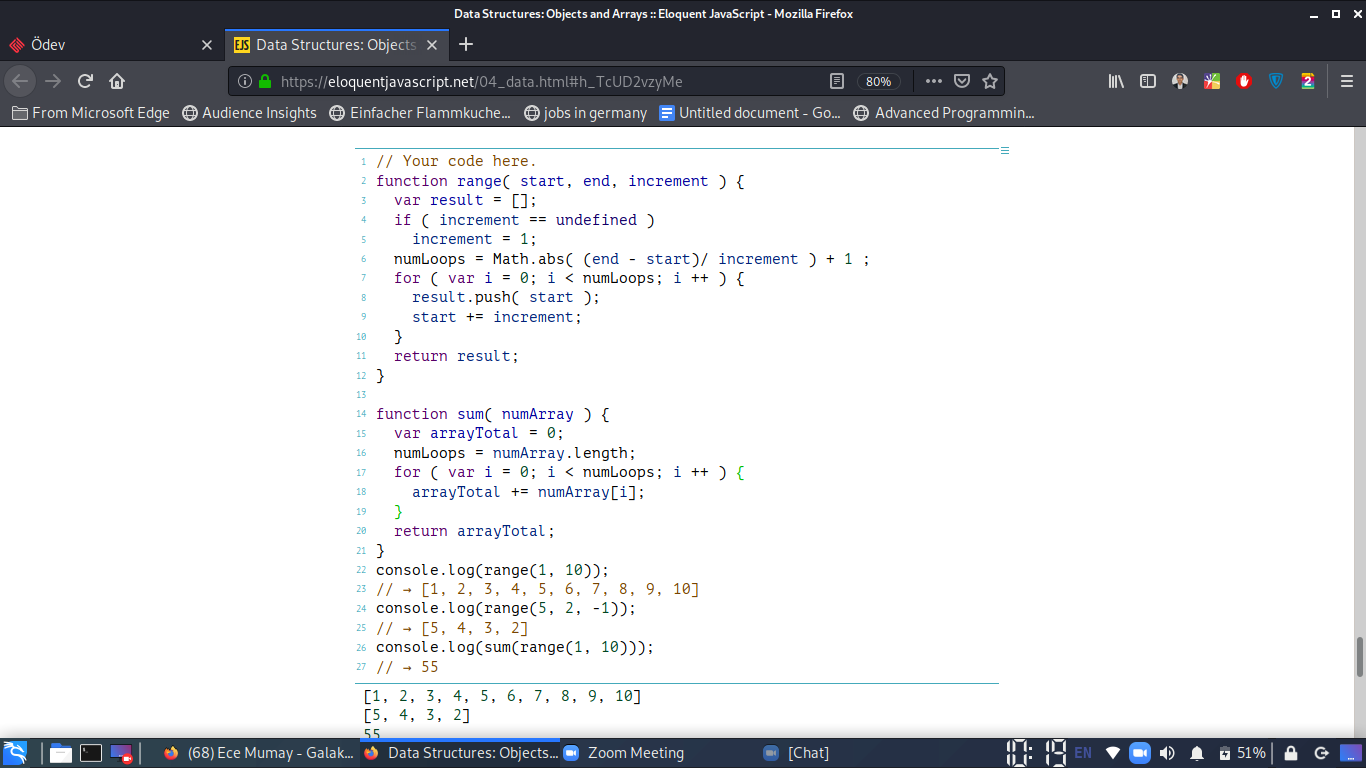 Data Structures: Objects and Arrays :: Eloquent JavaScript - Mozilla Firefox
Ödev
EJS Data Structures: Objects
https://eloquentjavascript.net/04_data.html#h_TcUD2vzyMe 80%
From Microsoft Edge Audience Insights Einfacher Flammkuche... jobs in germany Untitled document - Go... Advanced Programmin...
1 // Your code here.
2 function range( start, end, increment ) {
3 var result = [];
4 if ( increment == undefined )
5 increment = 1;
6 numLoops = Math.abs( (end - start)/ increment ) + 1 ;
7 for ( var i = 0; i < numLoops; i ++ ) {
8 result.push( start );
9 start += increment;
10 }
11 return result;
12 }
13
14 function sum( numArray ) {
15 var arrayTotal = 0;
16 numLoops = numArray.length;
17 for ( var i = 0; i < numLoops; i ++ ) {
18 arrayTotal += numArray[i];
19 }
20 return arrayTotal;
21 }
22 console.log(range(1, 10));
23 // → [1, 2, 3, 4, 5, 6, 7, 8, 9, 10]
24 console.log(range(5, 2, -1));
25 // → [5, 4, 3, 2]
26 console.log(sum(range(1, 10)));
27 // → 55
[1, 2, 3, 4, 5, 6, 7, 8, 9, 10]
[5, 4, 3, 2]
55
(68) Ece Mumay - Galak... Data Structures: Objects... Zoom Meeting [Chat] 10:19 EN 51%